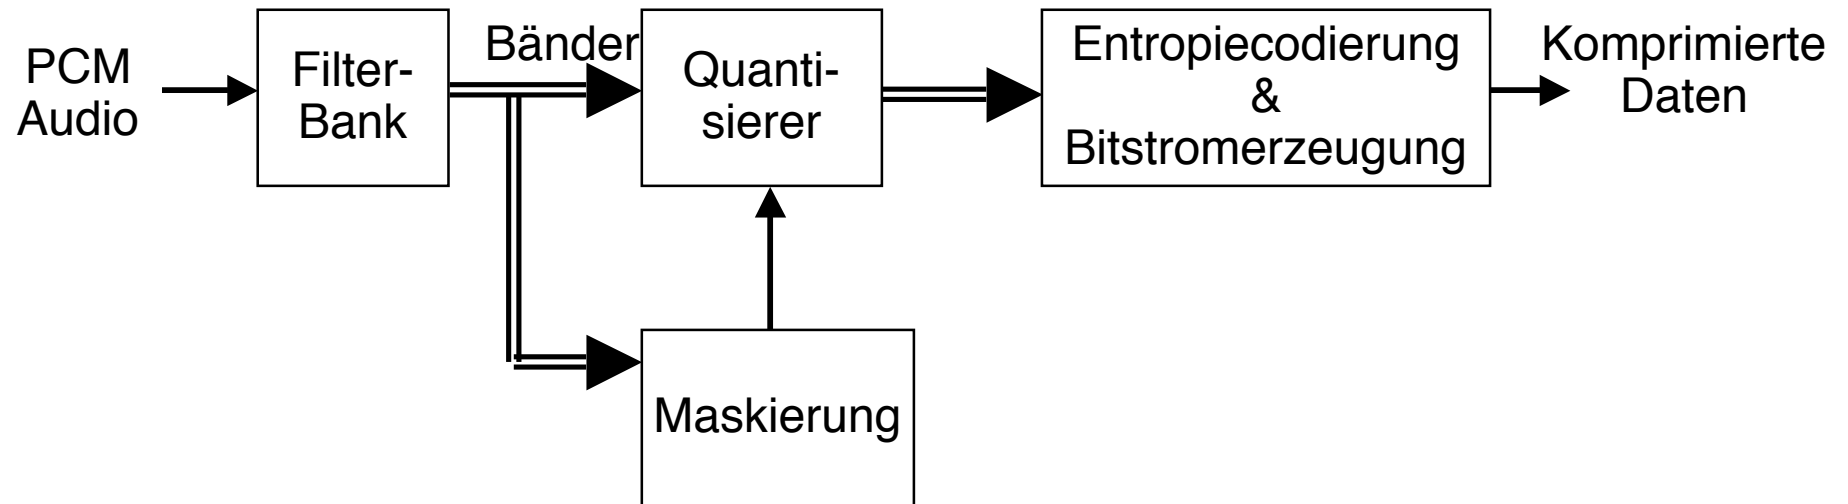 PCM
Audio
Filter-
Bank
Bänder
Quanti-
sierer
Entropiecodierung
&
Bitstromerzeugung
Komprimierte
Daten
Maskierung